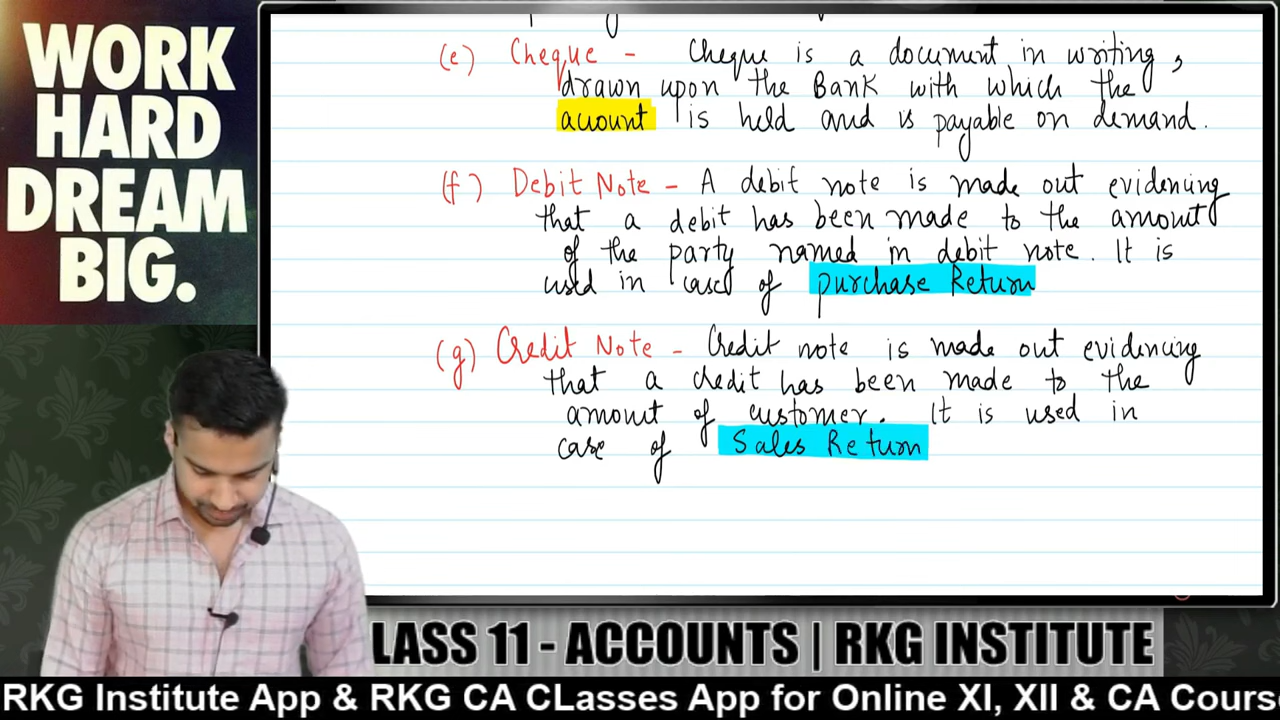 WORK
HARD
DREAM
BIG.
(e) Cheque - Cheque is a document in writing,
drawn upon the Bank with which the
account is held and is payable on demand.
(f) Debit Note - A debit note is made out evidencing
that a debit has been made to the amount
of the party named in debit note. It is
used in case of purchase Return
(g) Credit Note - Credit note is made out evidencing
that a credit has been made to the
amount of customer. It is used in
case of Sales Return
LASS 11 - ACCOUNTS | RKG INSTITUTE
RKG Institute App & RKG CA CLasses App for Online XI, XII & CA Cours